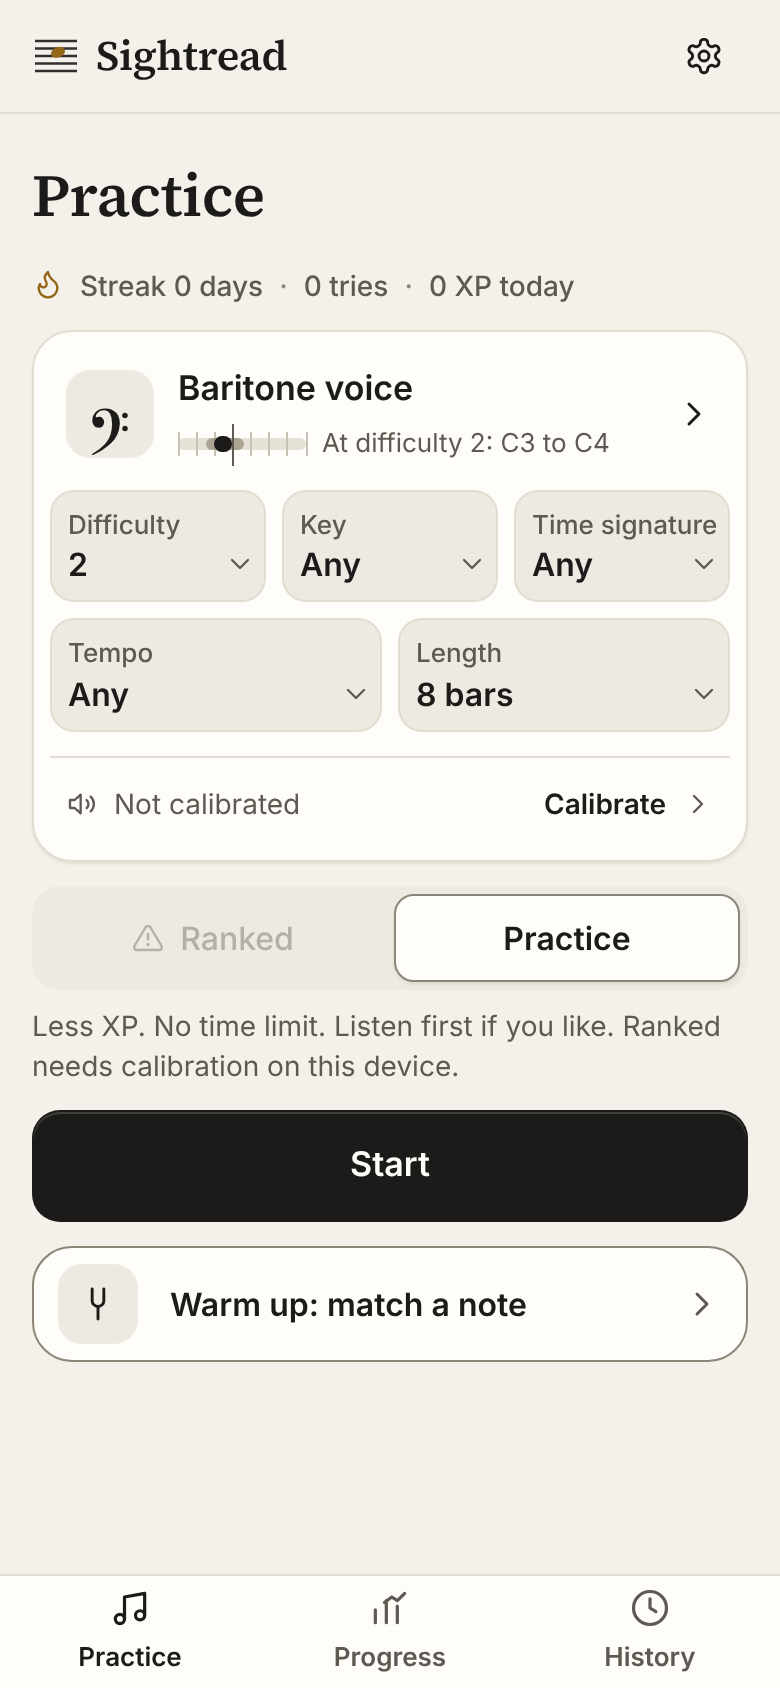 Sightread
Practice
Streak 0 days · 0 tries · 0 XP today
Baritone voice
At difficulty 2: C3 to C4
Difficulty
2
Key
Any
Time signature
Any
Tempo
Any
Length
8 bars
Not calibrated
Calibrate
Ranked
Practice
Less XP. No time limit. Listen first if you like. Ranked
needs calibration on this device.
Start
Warm up: match a note
Practice
Progress
History